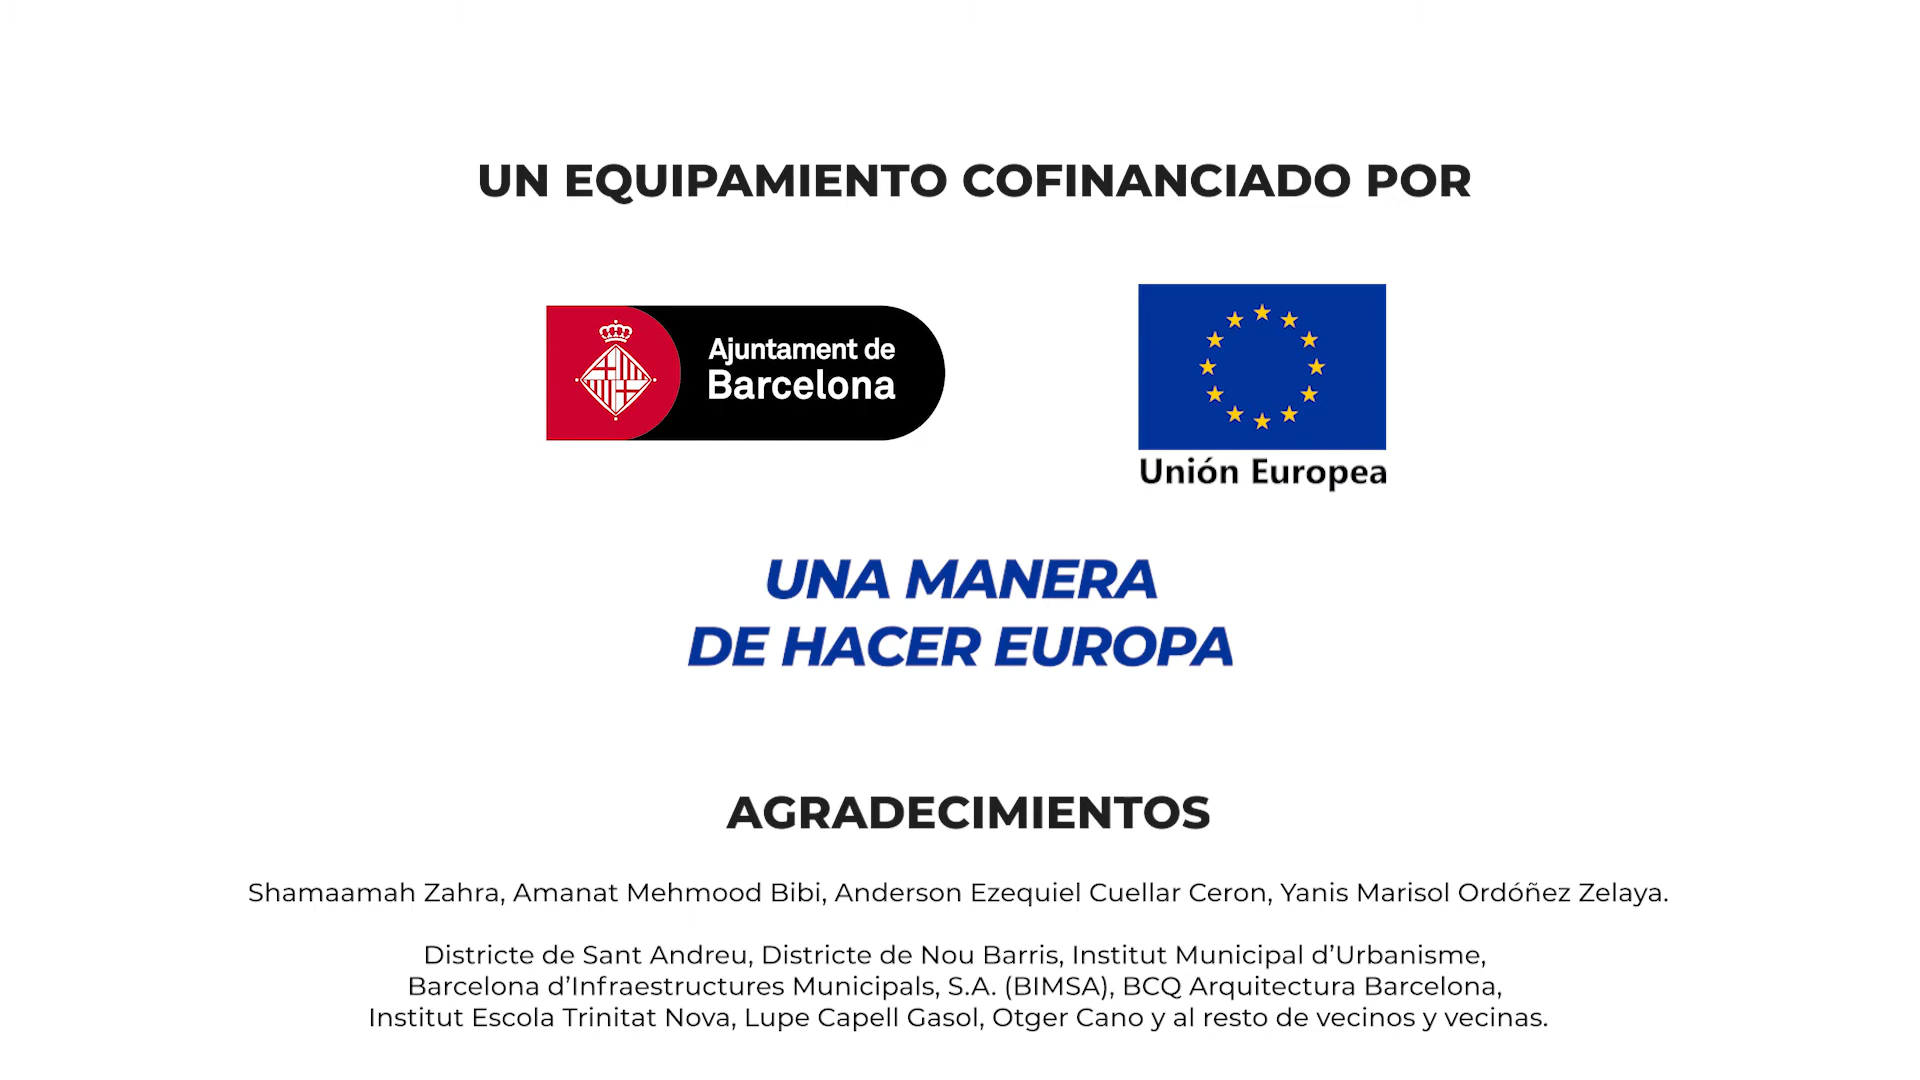 UN EQUIPAMIENTO COFINANCIADO POR
Ajuntament de
Barcelona
Unión Europea
UNA MANERA
DE HACER EUROPA
AGRADECIMIENTOS
Shamaamah Zahra, Amanat Mehmood Bibi, Anderson Ezequiel Cuellar Ceron, Yanis Marisol Ordóñez Zelaya.
Districte de Sant Andreu, Districte de Nou Barris, Institut Municipal d’Urbanisme,
Barcelona d’Infraestructures Municipals, S.A. (BIMSA), BCQ Arquitectura Barcelona,
Institut Escola Trinitat Nova, Lupe Capell Gasol, Otger Cano y al resto de vecinos y vecinas.